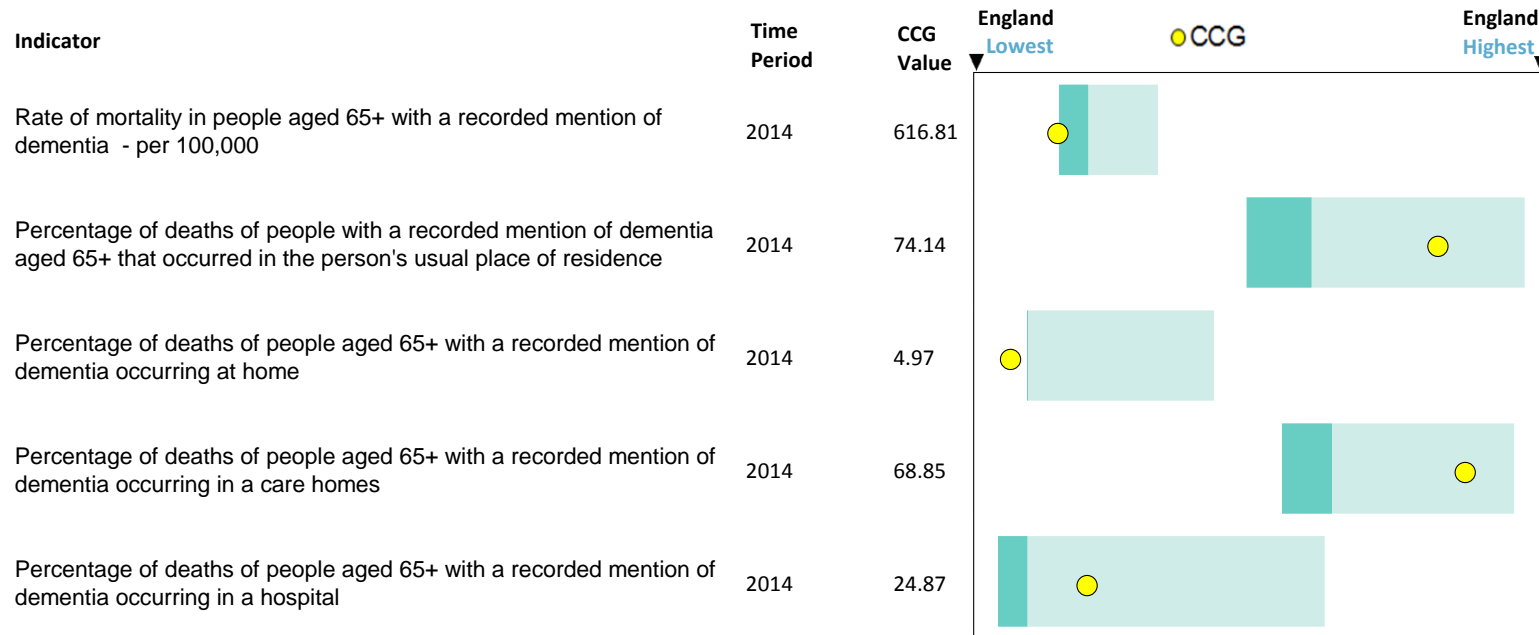 Indicator
Time
Period
CCG
Value
England
Lowest
CCG
England
Highest
Rate of mortality in people aged 65+ with a recorded mention of
dementia  - per 100,000
2014
616.81
Percentage of deaths of people with a recorded mention of dementia
aged 65+ that occurred in the person's usual place of residence
2014
74.14
Percentage of deaths of people aged 65+ with a recorded mention of
dementia occurring at home
2014
4.97
Percentage of deaths of people aged 65+ with a recorded mention of
dementia occurring in a care homes
2014
68.85
Percentage of deaths of people aged 65+ with a recorded mention of
dementia occurring in a hospital
2014
24.87